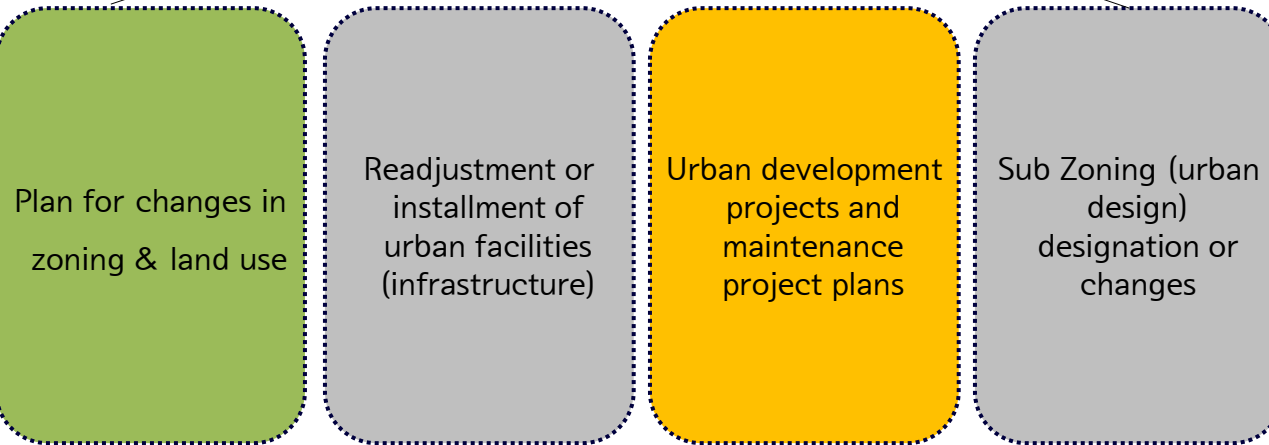 Plan for changes in
zoning & land use
Readjustment or
installment of
urban facilities
(infrastructure)
Urban development
projects and
maintenance
project plans
Sub Zoning (urban
design)
designation or
changes